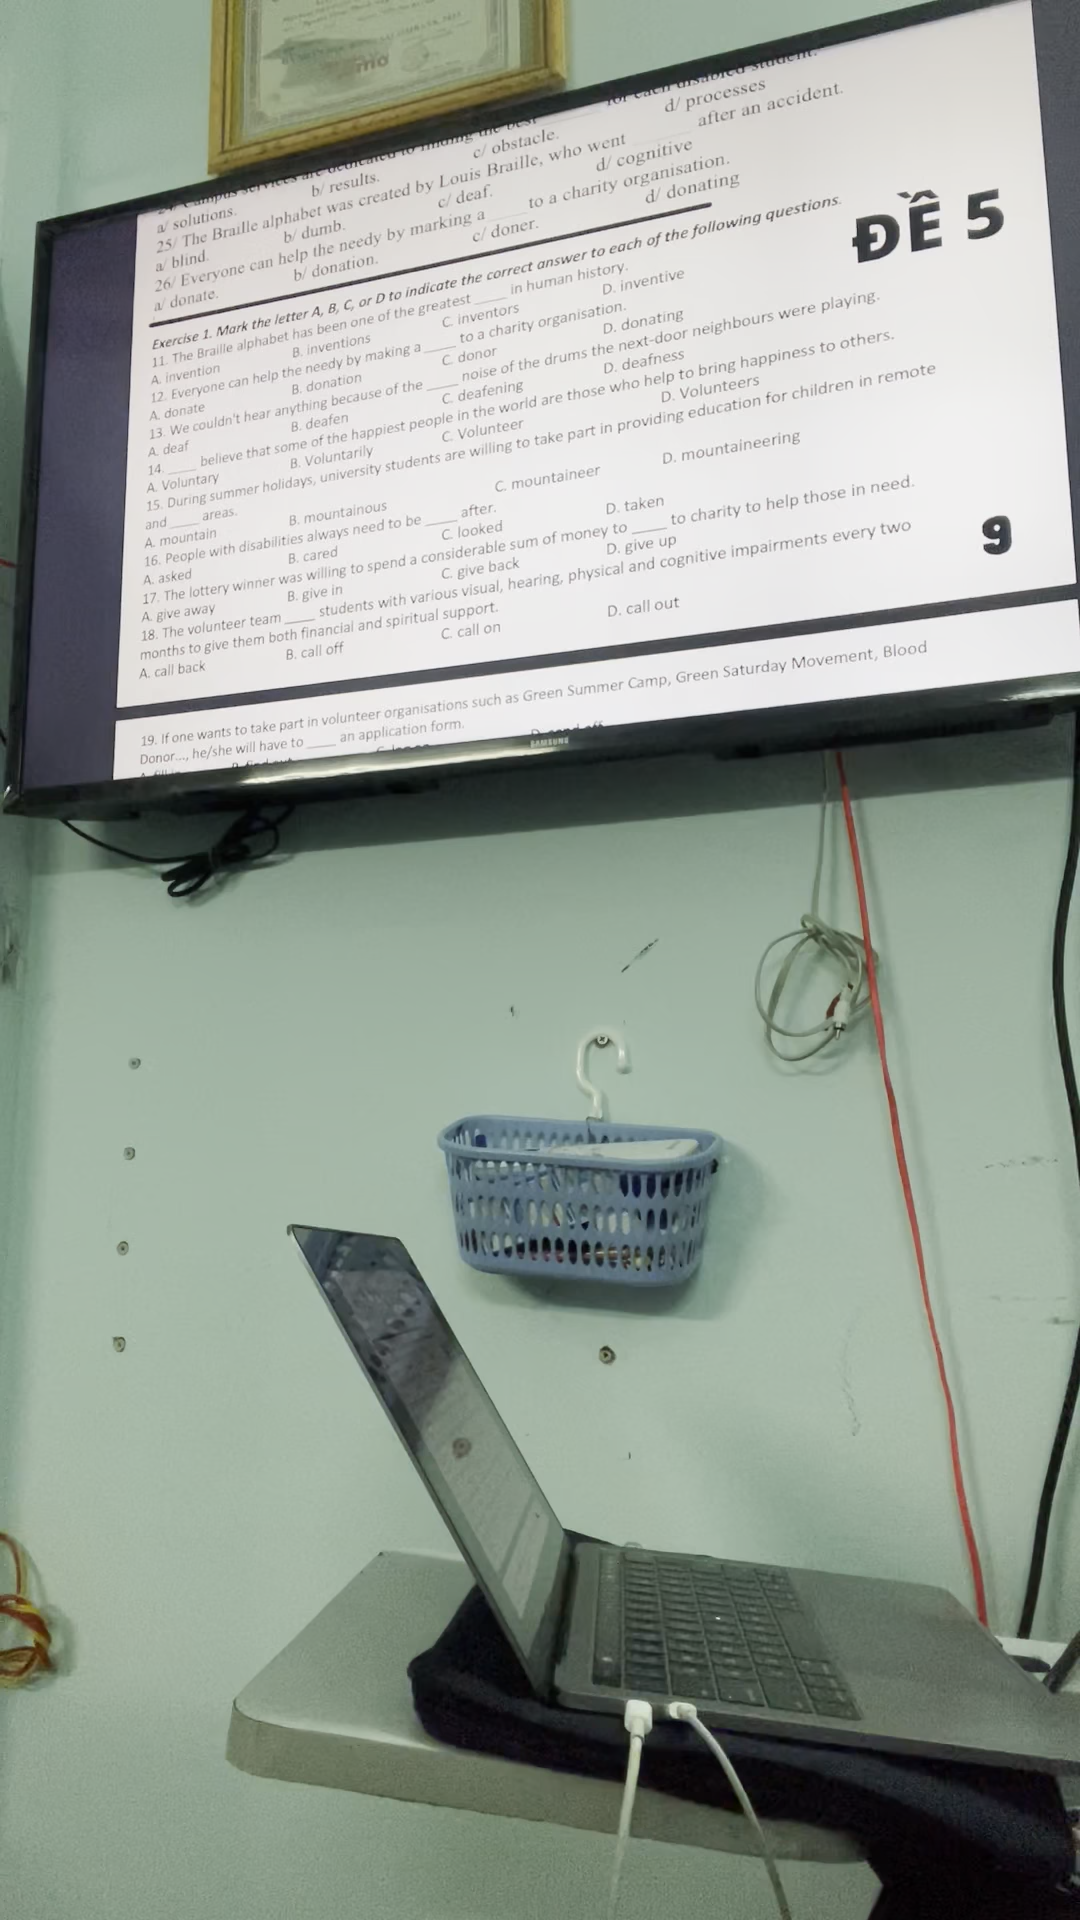 for each disabled student.
a/ solutions. b/ results. c/ obstacle. d/ processes
25/ The Braille alphabet was created by Louis Braille, who went ______ after an accident.
a/ blind. b/ dumb. c/ deaf. d/ cognitive
26/ Everyone can help the needy by marking a ____ to a charity organisation.
a/ donate. b/ donation. c/ doner. d/ donating
ĐỀ 5
Exercise 1. Mark the letter A, B, C, or D to indicate the correct answer to each of the following questions.
11. The Braille alphabet has been one of the greatest ____ in human history.
A. invention B. inventions C. inventors D. inventive
12. Everyone can help the needy by making a ____ to a charity organisation.
A. donate B. donation C. donor D. donating
13. We couldn't hear anything because of the ____ noise of the drums the next-door neighbours were playing.
A. deaf B. deafen C. deafening D. deafness
14. ____ believe that some of the happiest people in the world are those who help to bring happiness to others.
A. Voluntary B. Voluntarily C. Volunteer D. Volunteers
15. During summer holidays, university students are willing to take part in providing education for children in remote
and ____ areas.
A. mountain B. mountainous C. mountaineer D. mountaineering
16. People with disabilities always need to be ____ after.
A. asked B. cared C. looked D. taken
17. The lottery winner was willing to spend a considerable sum of money to ____ to charity to help those in need.
A. give away B. give in C. give back D. give up
18. The volunteer team ____ students with various visual, hearing, physical and cognitive impairments every two
months to give them both financial and spiritual support.
A. call back B. call off C. call on D. call out
9
19. If one wants to take part in volunteer organisations such as Green Summer Camp, Green Saturday Movement, Blood
Donor..., he/she will have to ____ an application form.
SAMSUNG